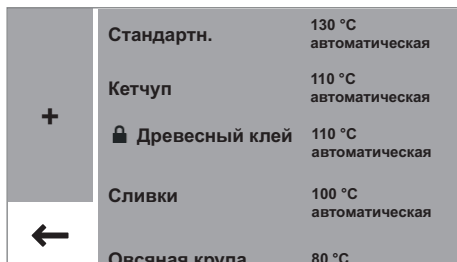 Стандартн. 130 °C
автоматическая
Кетчуп 110 °C
автоматическая
+
Древесный клей 110 °C
автоматическая
Сливки 100 °C
автоматическая
Овсяная крупа 80 °C